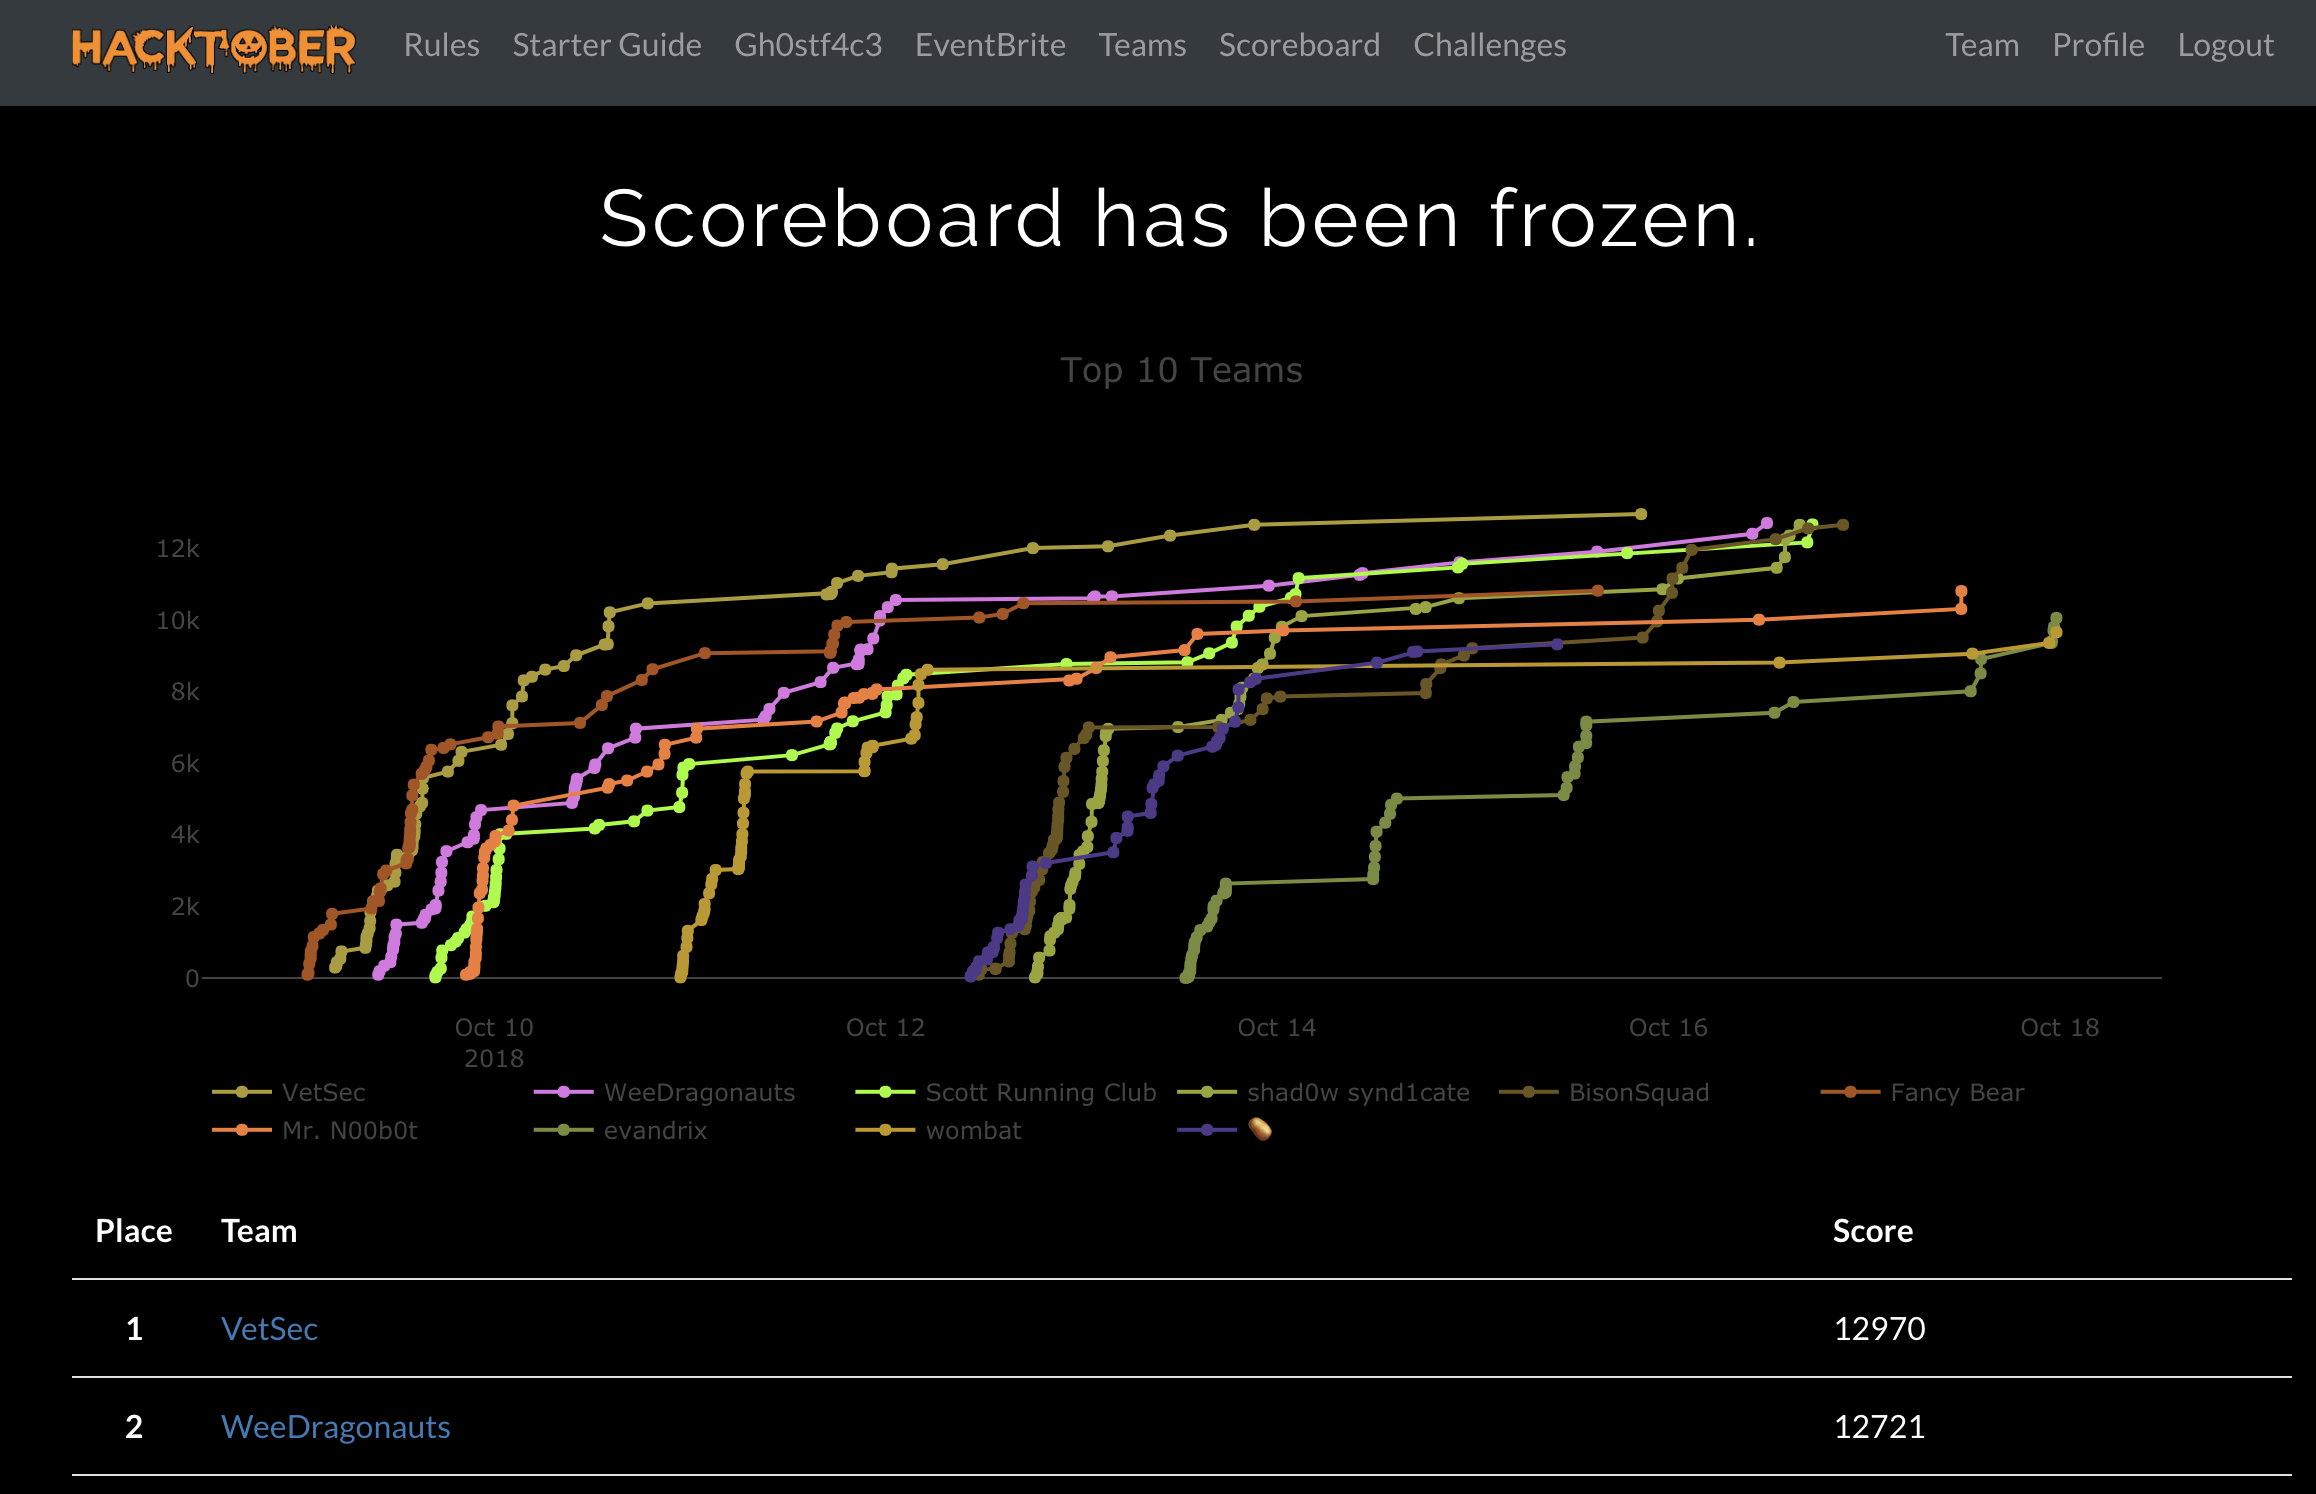 HACKTOBER Rules Starter Guide Gh0stf4c3 EventBrite Teams Scoreboard Challenges Team Profile Logout
Scoreboard has been frozen.
Top 10 Teams
12k
10k
8k
6k
4k
2k
0
Oct 10 Oct 12 Oct 14 Oct 16 Oct 18
2018
VetSec WeeDragonauts Scott Running Club shad0w synd1cate BisonSquad Fancy Bear
Mr. N00b0t evandrix wombat 🥔
Place Team Score
1 VetSec 12970
2 WeeDragonauts 12721